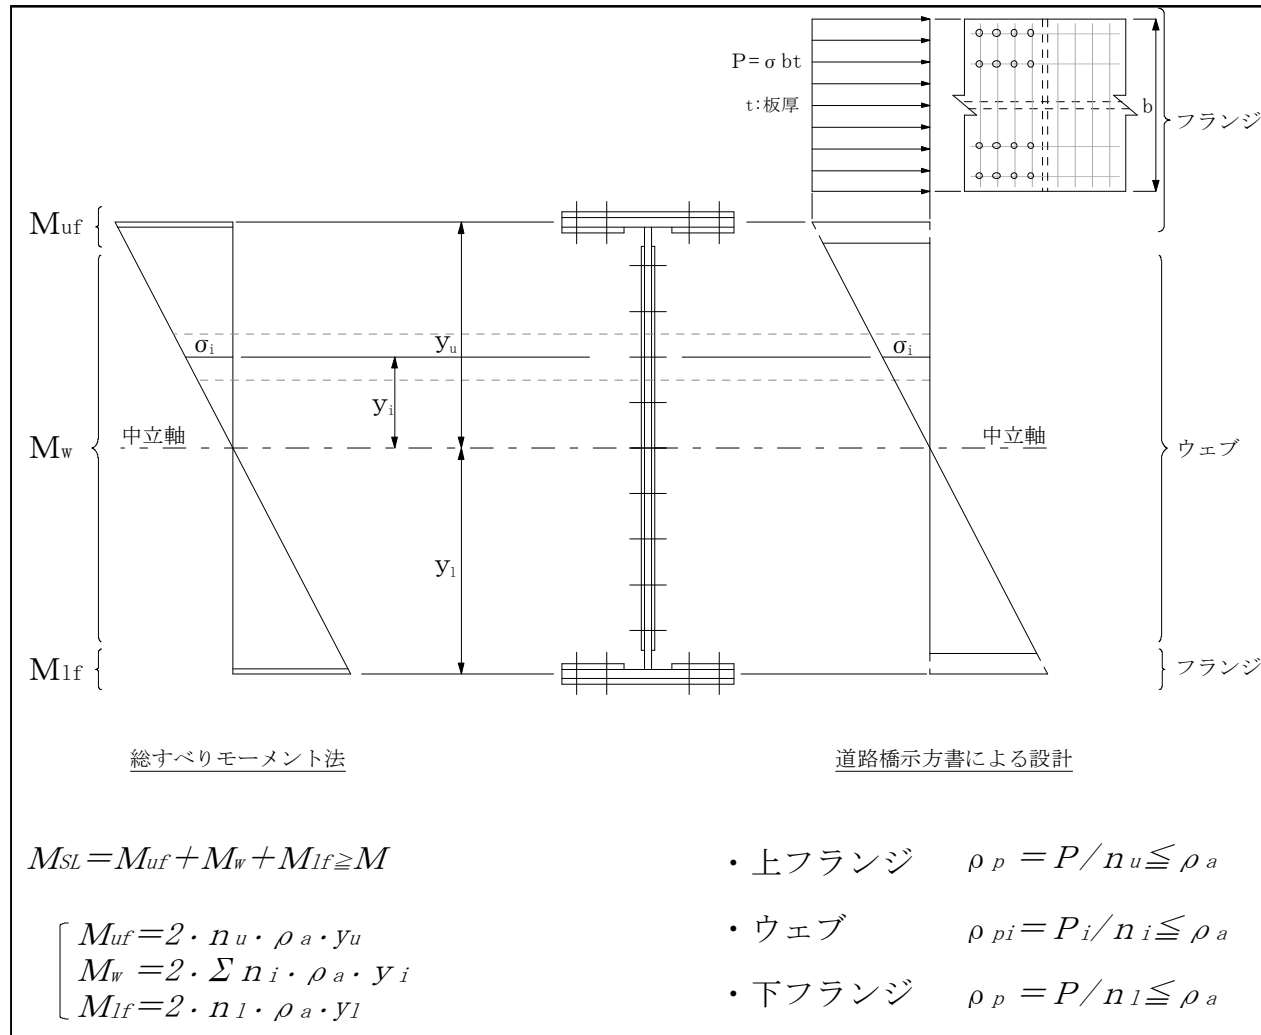 P=σbt
t:板厚
b
フランジ
Muf
σi
yu
σi
yi
中立軸
中立軸
Mw
ウェブ
yl
Mlf
フランジ
総すべりモーメント法
道路橋示方書による設計
MSL=Muf+Mw+Mlf≧M
Muf=2・nu・ρa・yu
Mw=2・Σni・ρa・yi
Mlf=2・nl・ρa・yl
・上フランジ ρp=P/nu≦ρa
・ウェブ ρpi=Pi/ni≦ρa
・下フランジ ρp=P/nl≦ρa